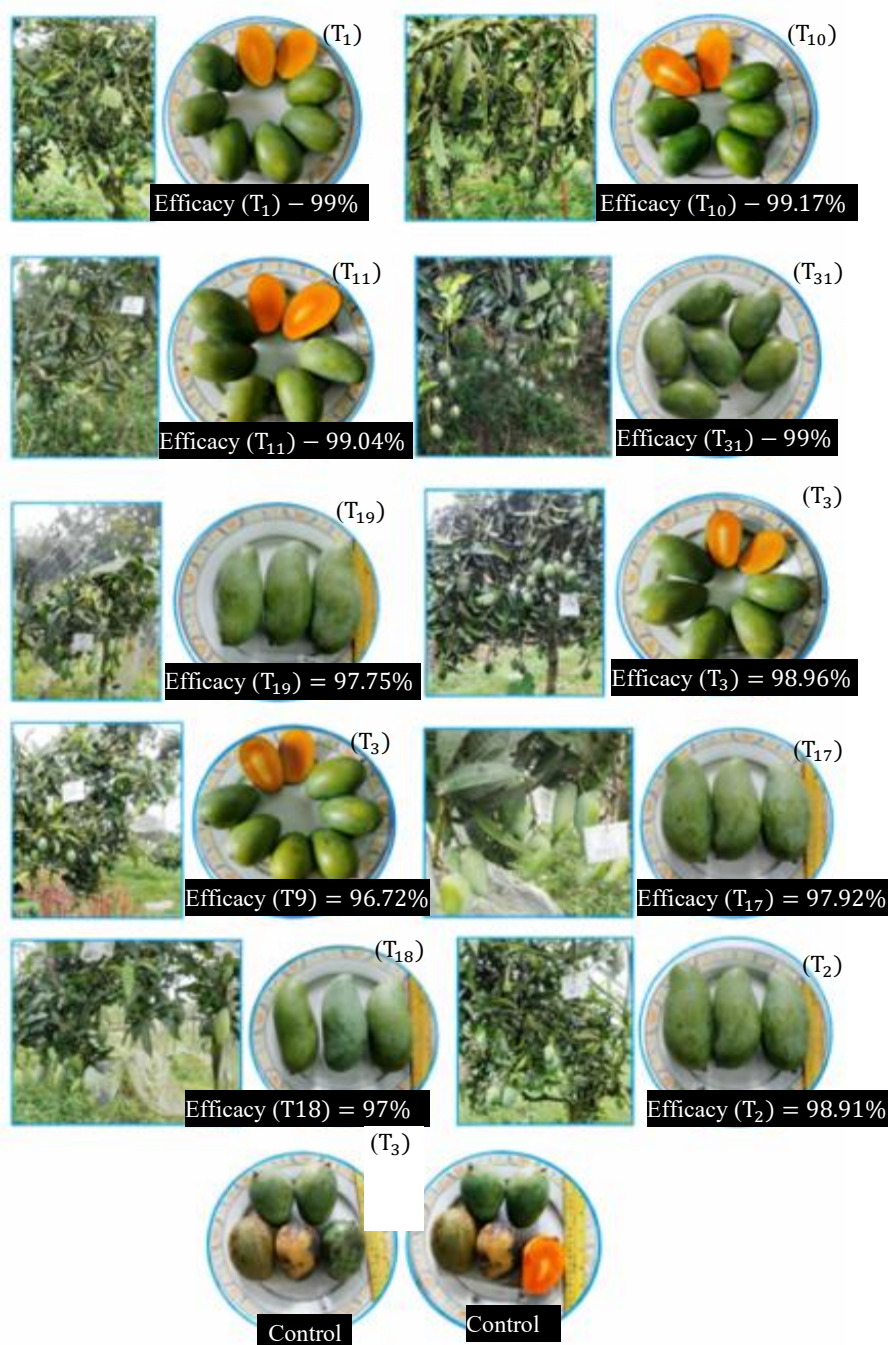 (T₁)
Efficacy (T₁) − 99%
(T₁₀)
Efficacy (T₁₀) − 99.17%
(T₁₁)
Efficacy (T₁₁) − 99.04%
(T₃₁)
Efficacy (T₃₁) − 99%
(T₁₉)
Efficacy (T₁₉) = 97.75%
(T₃)
Efficacy (T₃) = 98.96%
(T₃)
Efficacy (T9) = 96.72%
(T₁₇)
Efficacy (T₁₇) = 97.92%
(T₁₈)
Efficacy (T18) = 97%
(T₂)
Efficacy (T₂) = 98.91%
(T₃)
Control
Control